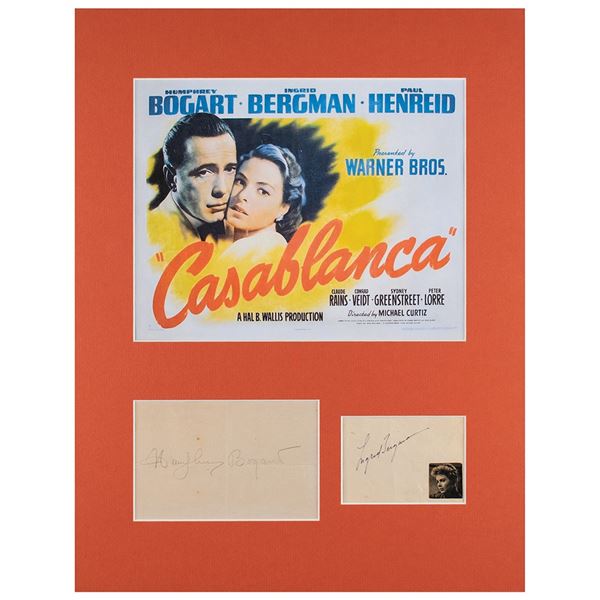 HUMPHREY INGRID PAUL
BOGART · BERGMAN · HENREID
Presented by
WARNER BROS.
"Casablanca"
CLAUDE CONRAD SYDNEY PETER
RAINS · VEIDT · GREENSTREET · LORRE
A HAL B. WALLIS PRODUCTION
Directed by MICHAEL CURTIZ
Humphrey Bogart
Ingrid Bergman